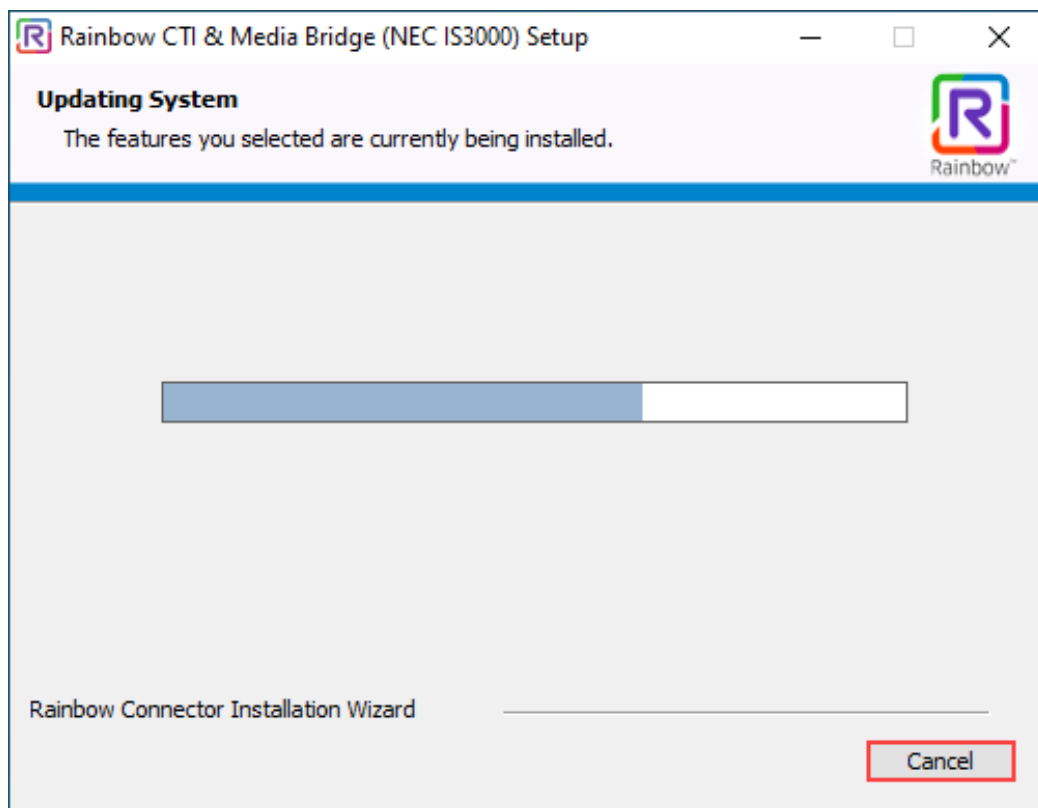 Rainbow CTI & Media Bridge (NEC IS3000) Setup
Updating System
The features you selected are currently being installed.
R
Rainbow™
Rainbow Connector Installation Wizard
Cancel